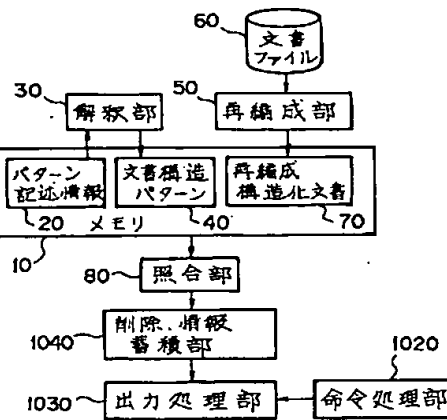 60
文書
ファイル
30
解釈部
50
再編成部
パターン
記述情報
文書構造
パターン
再編成
構造化文書
20
メモリ
40
70
10
80
照合部
1040
削除、情報
蓄積部
1020
1030
出力処理部
命令処理部